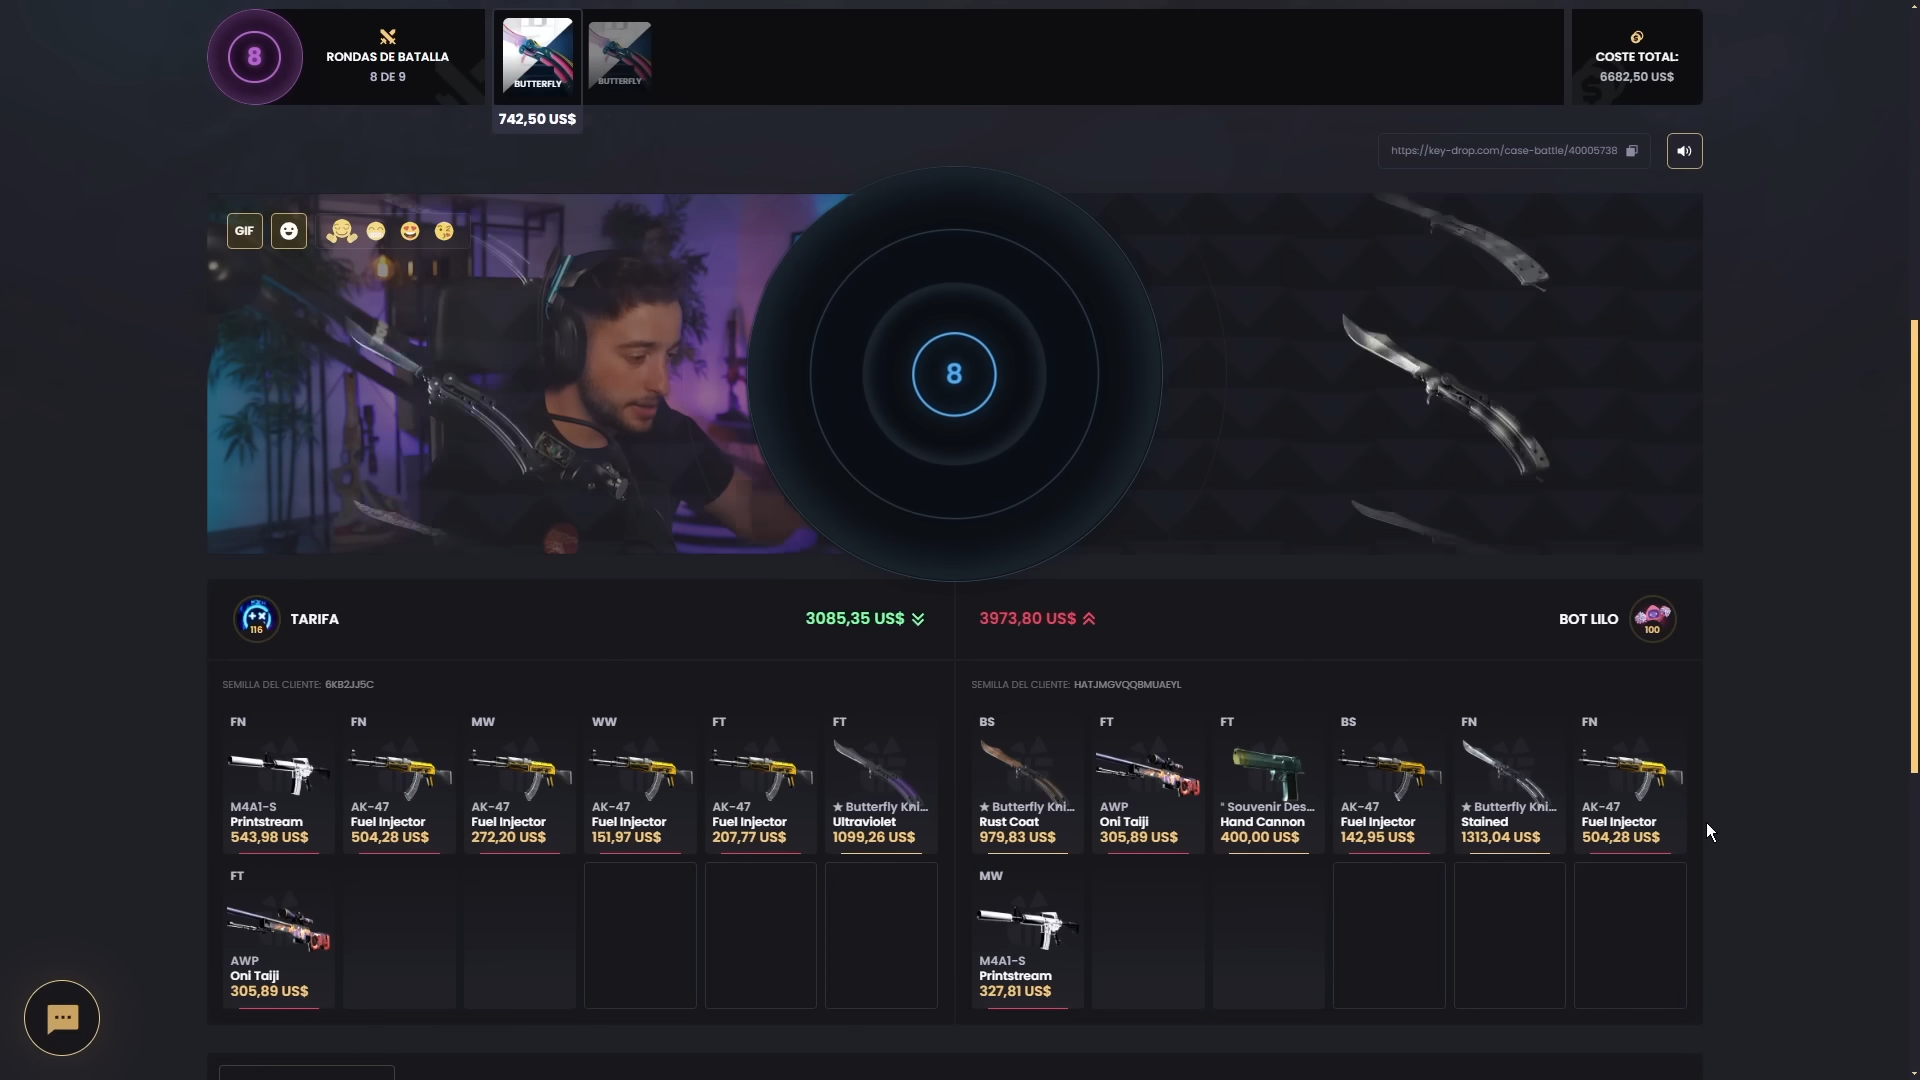 8
RONDAS DE BATALLA
8 DE 9
BUTTERFLY
BUTTERFLY
742,50 US$
COSTE TOTAL:
6682,50 US$
https://key-drop.com/case-battle/40005738
GIF
8
116
TARIFA
3085,35 US$
3973,80 US$
BOT LILO
100
SEMILLA DEL CLIENTE: 6KB2JJ5C
SEMILLA DEL CLIENTE: HATJMGVQQBMUAEYL
FN
M4A1-S
Printstream
543,98 US$
FN
AK-47
Fuel Injector
504,28 US$
MW
AK-47
Fuel Injector
272,20 US$
WW
AK-47
Fuel Injector
151,97 US$
FT
AK-47
Fuel Injector
207,77 US$
FT
★ Butterfly Kni...
Ultraviolet
1099,26 US$
FT
AWP
Oni Taiji
305,89 US$
BS
★ Butterfly Kni...
Rust Coat
979,83 US$
FT
AWP
Oni Taiji
305,89 US$
FT
" Souvenir Des...
Hand Cannon
400,00 US$
BS
AK-47
Fuel Injector
142,95 US$
FN
★ Butterfly Kni...
Stained
1313,04 US$
FN
AK-47
Fuel Injector
504,28 US$
MW
M4A1-S
Printstream
327,81 US$